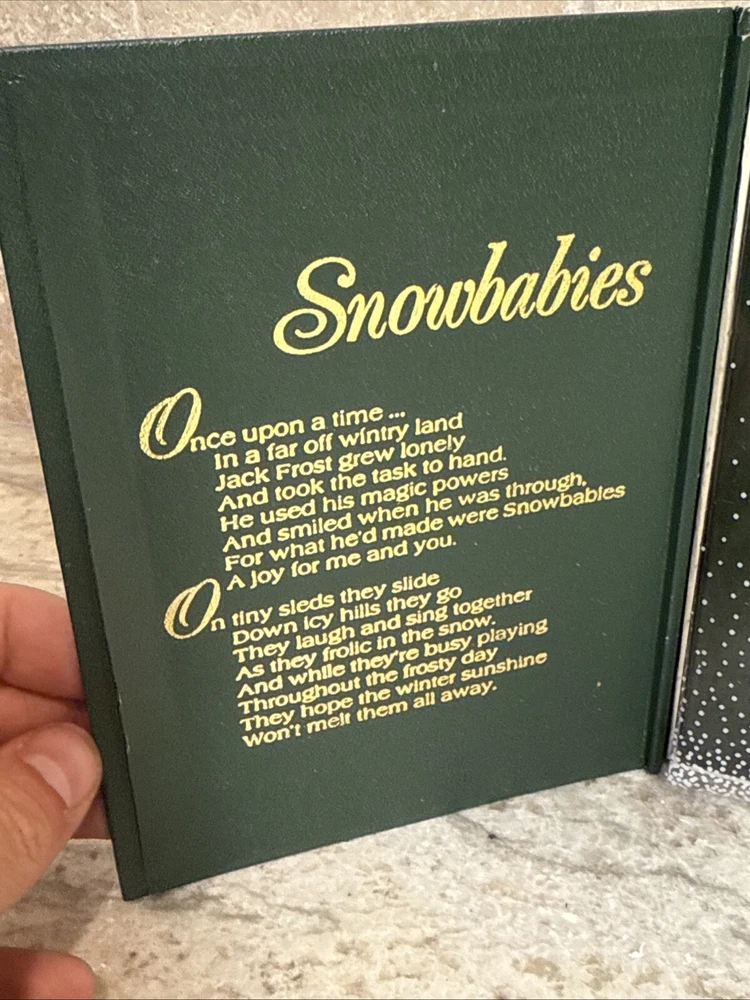 Snowbabies
Once upon a time ...
In a far off wintry land
Jack Frost grew lonely
And took the task to hand.
He used his magic powers
And smiled when he was through,
For what he'd made were Snowbabies
A joy for me and you.
On tiny sleds they slide
Down icy hills they go
They laugh and sing together
As they frolic in the snow.
And while they're busy playing
Throughout the frosty day
They hope the winter sunshine
Won't melt them all away.